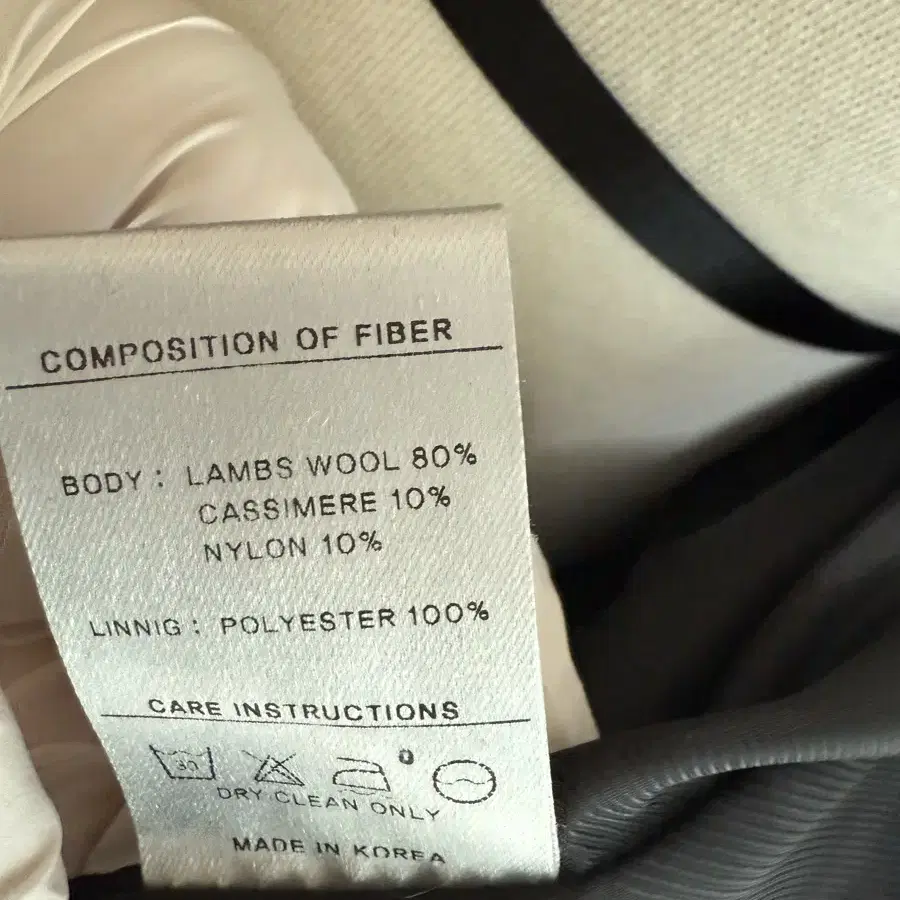 COMPOSITION OF FIBER
BODY : LAMBS WOOL 80%
CASSIMERE 10%
NYLON 10%
LINNIG : POLYESTER 100%
CARE INSTRUCTIONS
30
DRY CLEAN ONLY
MADE IN KOREA